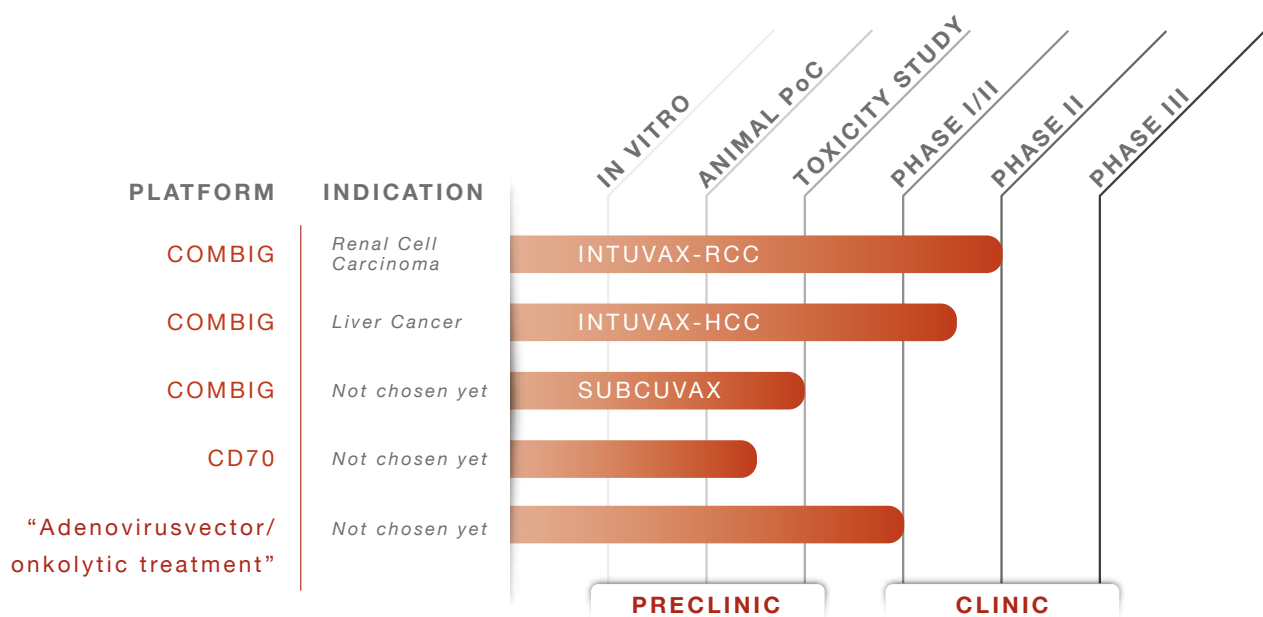 IN VITRO
ANIMAL PoC
TOXICITY STUDY
PHASE I/II
PHASE II
PHASE III
PLATFORM
INDICATION
COMBIG
Renal Cell
Carcinoma
INTUVAX-RCC
COMBIG
Liver Cancer
INTUVAX-HCC
COMBIG
Not chosen yet
SUBCUVAX
CD70
Not chosen yet
“Adenovirusvector/
onkolytic treatment”
Not chosen yet
PRECLINIC
CLINIC